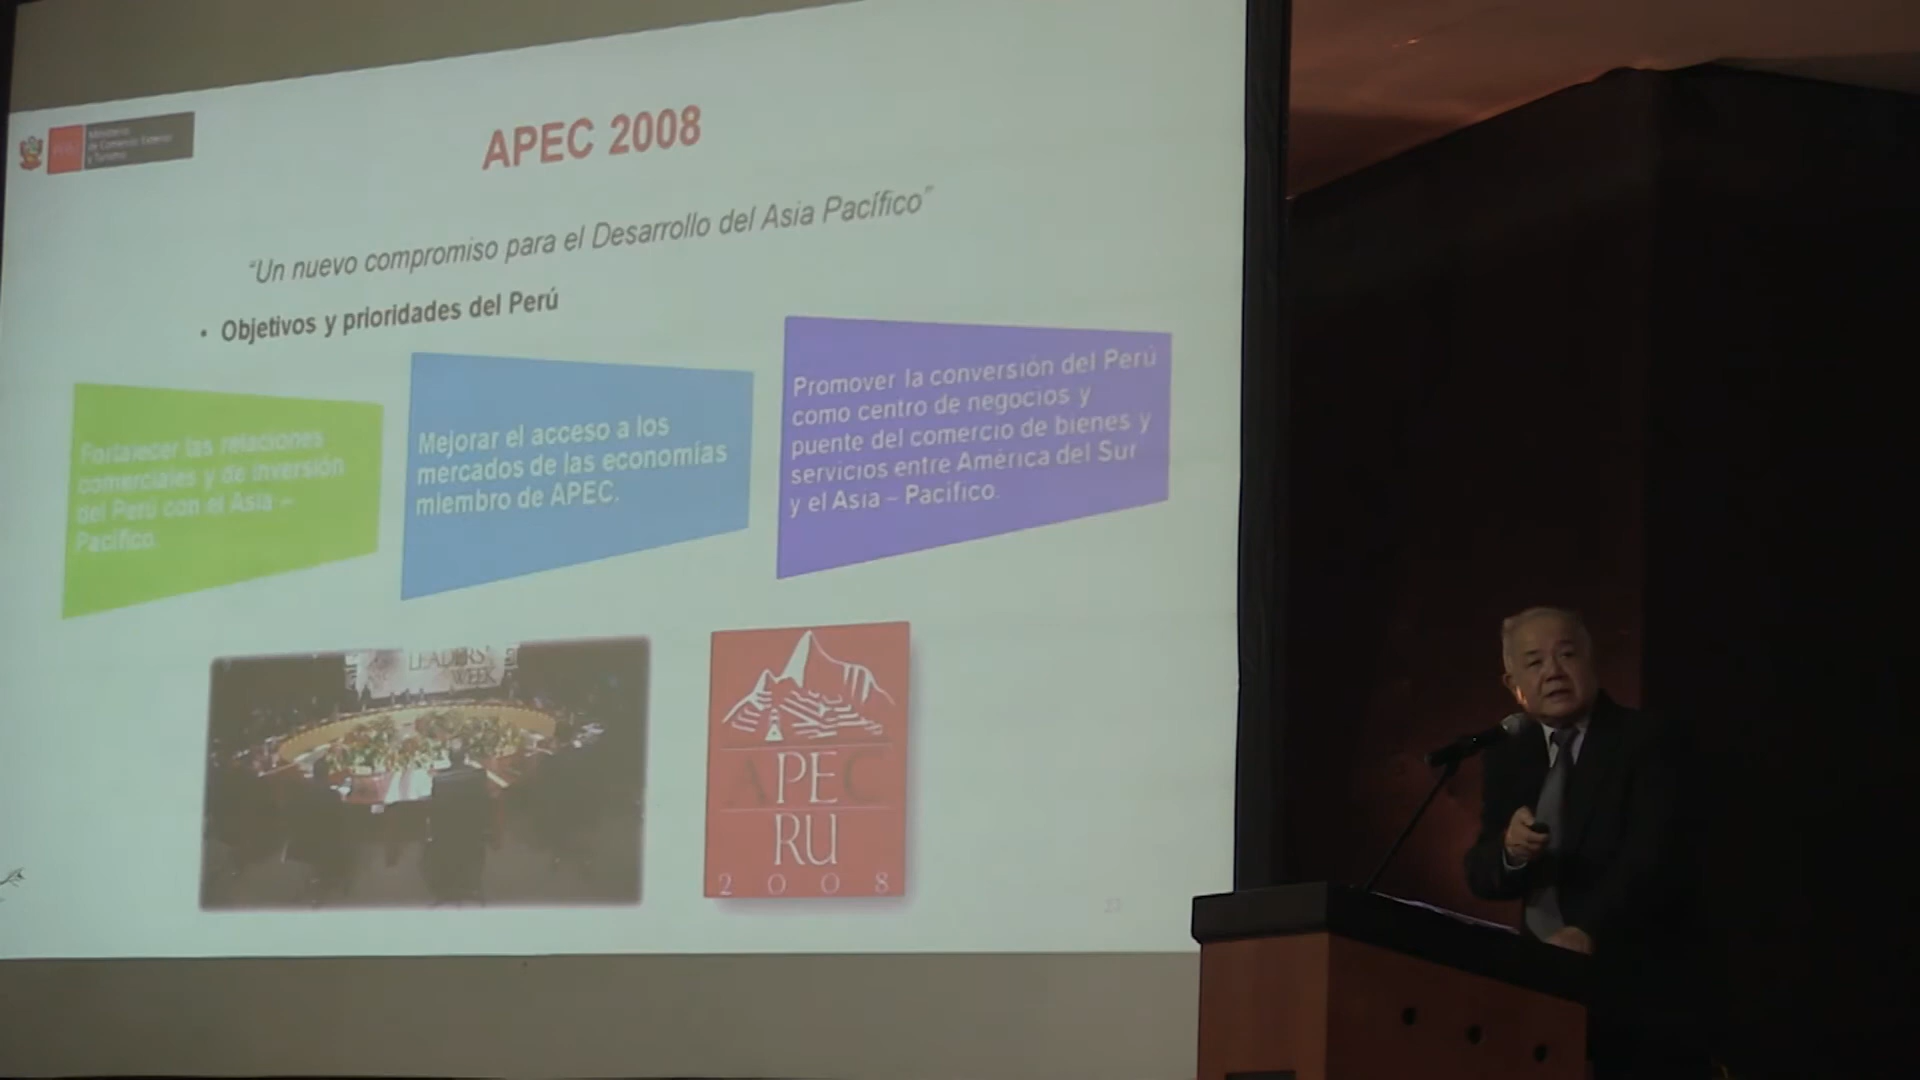 PERÚ
Ministerio
de Comercio Exterior
y Turismo
APEC 2008
“Un nuevo compromiso para el Desarrollo del Asia Pacífico”
• Objetivos y prioridades del Perú
Fortalecer las relaciones
comerciales y de inversión
del Perú con el Asia –
Pacífico.
Mejorar el acceso a los
mercados de las economías
miembro de APEC.
Promover la conversión del Perú
como centro de negocios y
puente del comercio de bienes y
servicios entre América del Sur
y el Asia – Pacífico.
LEADERS'
WEEK
APEC
RU
2008
23